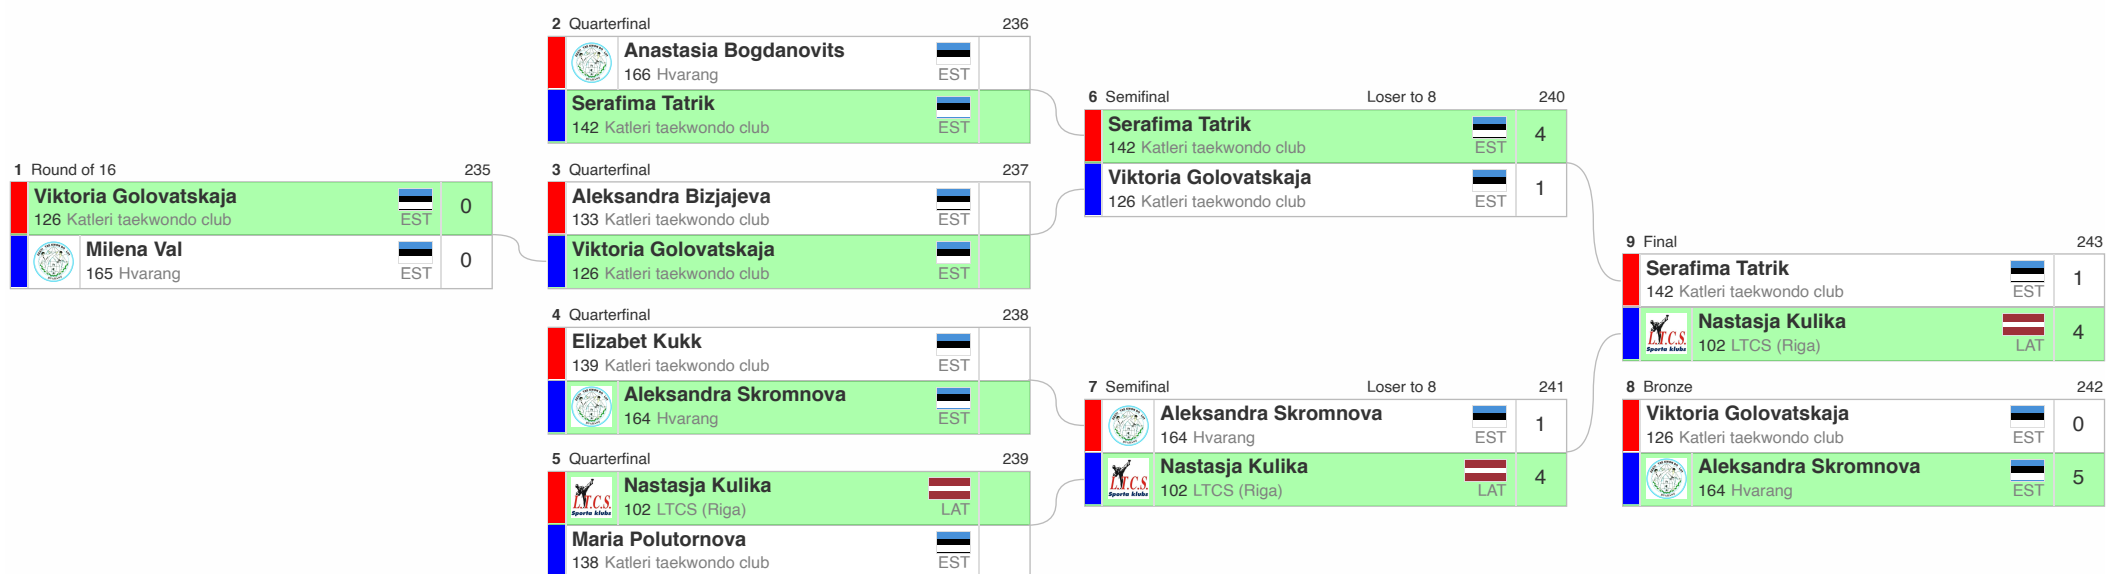 1 Round of 16 235
Viktoria Golovatskaja
126 Katleri taekwondo club EST 0
Milena Val
165 Hvarang EST 0
2 Quarterfinal 236
Anastasia Bogdanovits
166 Hvarang EST
Serafima Tatrik
142 Katleri taekwondo club EST
3 Quarterfinal 237
Aleksandra Bizjajeva
133 Katleri taekwondo club EST
Viktoria Golovatskaja
126 Katleri taekwondo club EST
4 Quarterfinal 238
Elizabet Kukk
139 Katleri taekwondo club EST
Aleksandra Skromnova
164 Hvarang EST
5 Quarterfinal 239
L.T.C.S.
Sporta klubs
Nastasja Kulika
102 LTCS (Riga) LAT
Maria Polutornova
138 Katleri taekwondo club EST
6 Semifinal Loser to 8 240
Serafima Tatrik
142 Katleri taekwondo club EST 4
Viktoria Golovatskaja
126 Katleri taekwondo club EST 1
7 Semifinal Loser to 8 241
Aleksandra Skromnova
164 Hvarang EST 1
L.T.C.S.
Sporta klubs
Nastasja Kulika
102 LTCS (Riga) LAT 4
9 Final 243
Serafima Tatrik
142 Katleri taekwondo club EST 1
L.T.C.S.
Sporta klubs
Nastasja Kulika
102 LTCS (Riga) LAT 4
8 Bronze 242
Viktoria Golovatskaja
126 Katleri taekwondo club EST 0
Aleksandra Skromnova
164 Hvarang EST 5